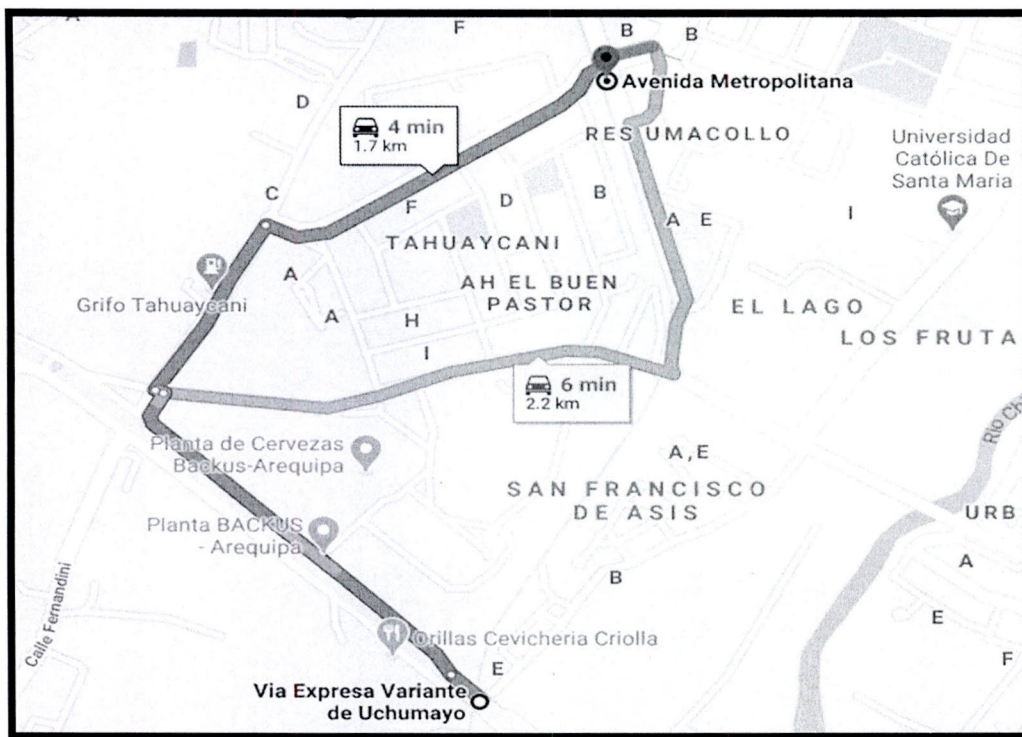 A
F
B
B
Avenida Metropolitana
D
4 min
1.7 km
RES UMACOLLO
Universidad
Católica De
Santa Maria
C
F
D
B
A E
I
TAHUAYCANI
A
AH EL BUEN
PASTOR
Grifo Tahuaycani
A
H
EL LAGO
LOS FRUTA
I
6 min
2.2 km
Rio Ch
Planta de Cervezas
Backus-Arequipa
A,E
SAN FRANCISCO
DE ASIS
Planta BACKUS
- Arequipa
URB
A
B
Calle Fernandini
E
Orillas Cevicheria Criolla
F
E
Via Expresa Variante
de Uchumayo